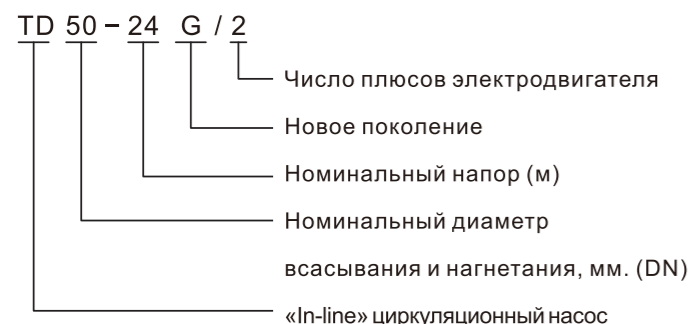 TD 50 – 24 G / 2
Число плюсов электродвигателя
Новое поколение
Номинальный напор (м)
Номинальный диаметр
всасывания и нагнетания, мм. (DN)
«In-line» циркуляционный насос